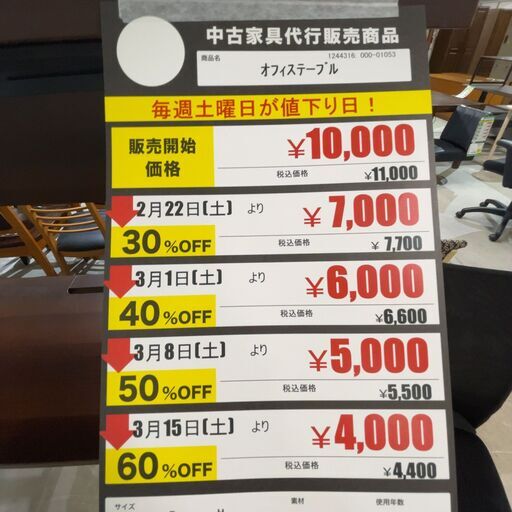 中古家具代行販売商品
商品名 1244316 000-01053
オフィステーブル
毎週土曜日が値下り日！
販売開始価格 ¥10,000
税込価格 ¥11,000
2月22日(土) より ¥7,000
30%OFF 税込価格 ¥7,700
3月1日(土) より ¥6,000
40%OFF 税込価格 ¥6,600
3月8日(土) より ¥5,000
50%OFF 税込価格 ¥5,500
3月15日(土) より ¥4,000
60%OFF 税込価格 ¥4,400
サイズ 素材 使用年数